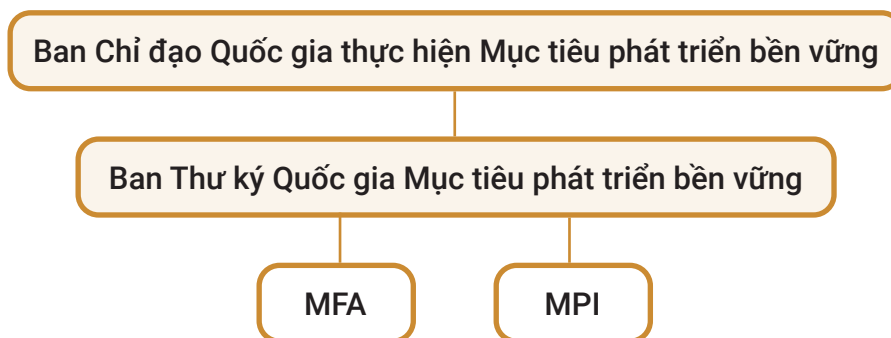 Ban Chỉ đạo Quốc gia thực hiện Mục tiêu phát triển bền vững
Ban Thư ký Quốc gia Mục tiêu phát triển bền vững
MFA
MPI